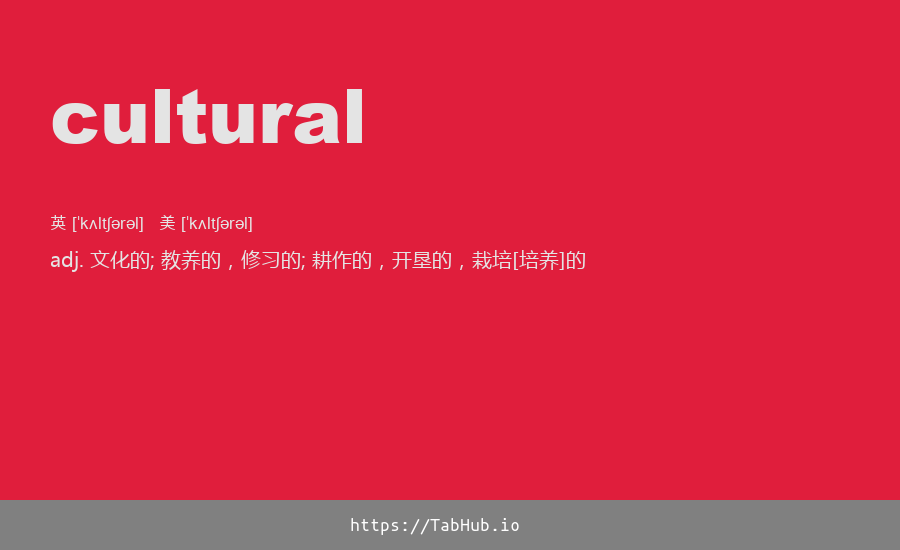 cultural
英 [ˈkʌltʃərəl] 美 [ˈkʌltʃərəl]
adj. 文化的; 教养的，修习的; 耕作的，开垦的，栽培[培养]的
https://TabHub.io